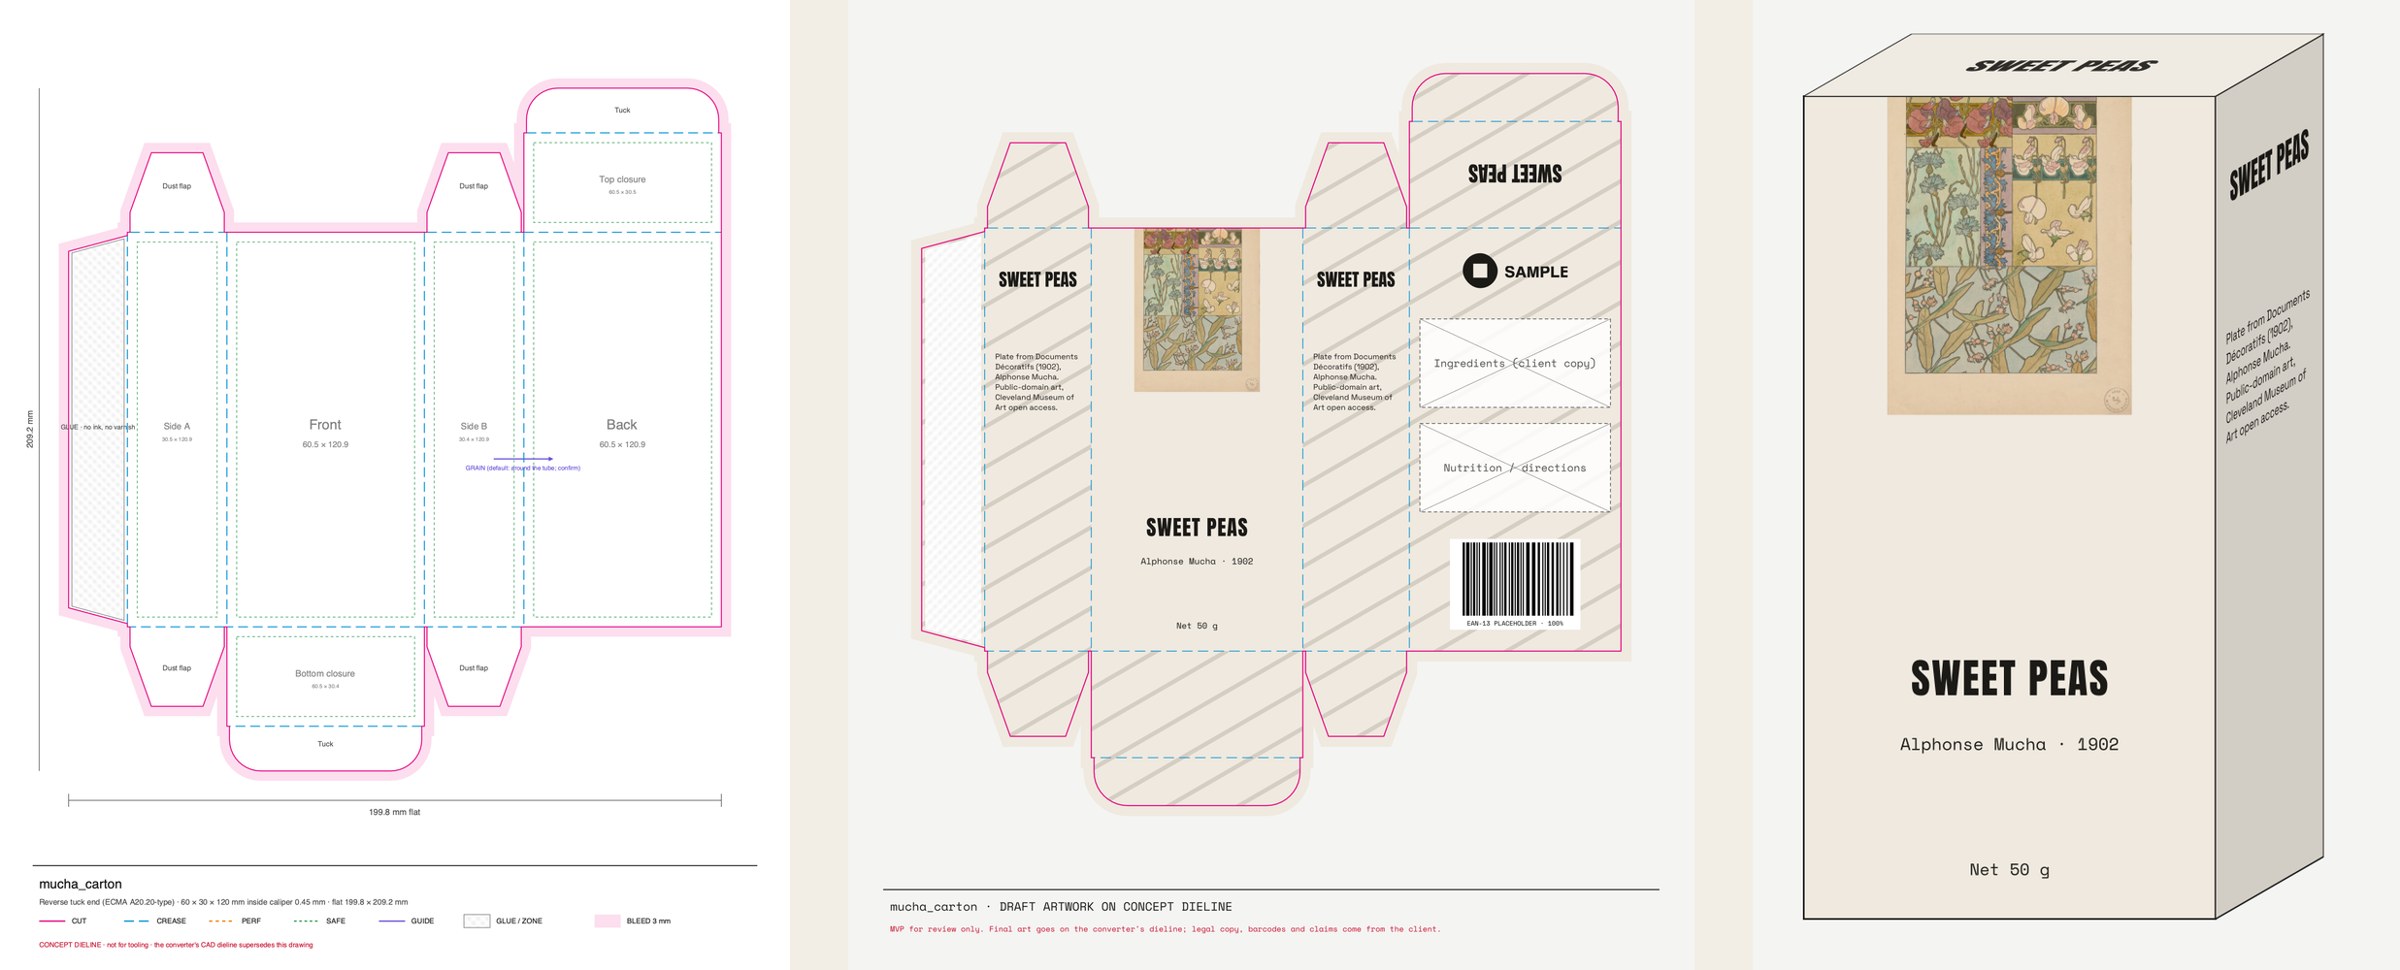 Tuck
Top closure
60.5 × 30.5
Dust flap
Dust flap
209.2 mm
GLUE · no ink, no varnish
Side A
30.5 × 120.9
Front
60.5 × 120.9
Side B
30.4 × 120.9
Back
60.5 × 120.9
GRAIN (default: around the tube; confirm)
Dust flap
Bottom closure
60.5 × 30.4
Dust flap
Tuck
199.8 mm flat
mucha_carton
Reverse tuck end (ECMA A20.20-type) · 60 × 30 × 120 mm inside caliper 0.45 mm · flat 199.8 × 209.2 mm
CUT
CREASE
PERF
SAFE
GUIDE
GLUE / ZONE
BLEED 3 mm
CONCEPT DIELINE · not for tooling · the converter's CAD dieline supersedes this drawing
SWEET PEAS
SWEET PEAS
Plate from Documents
Décoratifs (1902),
Alphonse Mucha.
Public-domain art,
Cleveland Museum of
Art open access.
SWEET PEAS
Alphonse Mucha · 1902
Net 50 g
SWEET PEAS
Plate from Documents
Décoratifs (1902),
Alphonse Mucha.
Public-domain art,
Cleveland Museum of
Art open access.
SAMPLE
Ingredients (client copy)
Nutrition / directions
EAN-13 PLACEHOLDER · 100%
mucha_carton · DRAFT ARTWORK ON CONCEPT DIELINE
MVP for review only. Final art goes on the converter's dieline; legal copy, barcodes and claims come from the client.
SWEET PEAS
SWEET PEAS
Alphonse Mucha · 1902
Net 50 g
SWEET PEAS
Plate from Documents
Décoratifs (1902),
Alphonse Mucha.
Public-domain art,
Cleveland Museum of
Art open access.